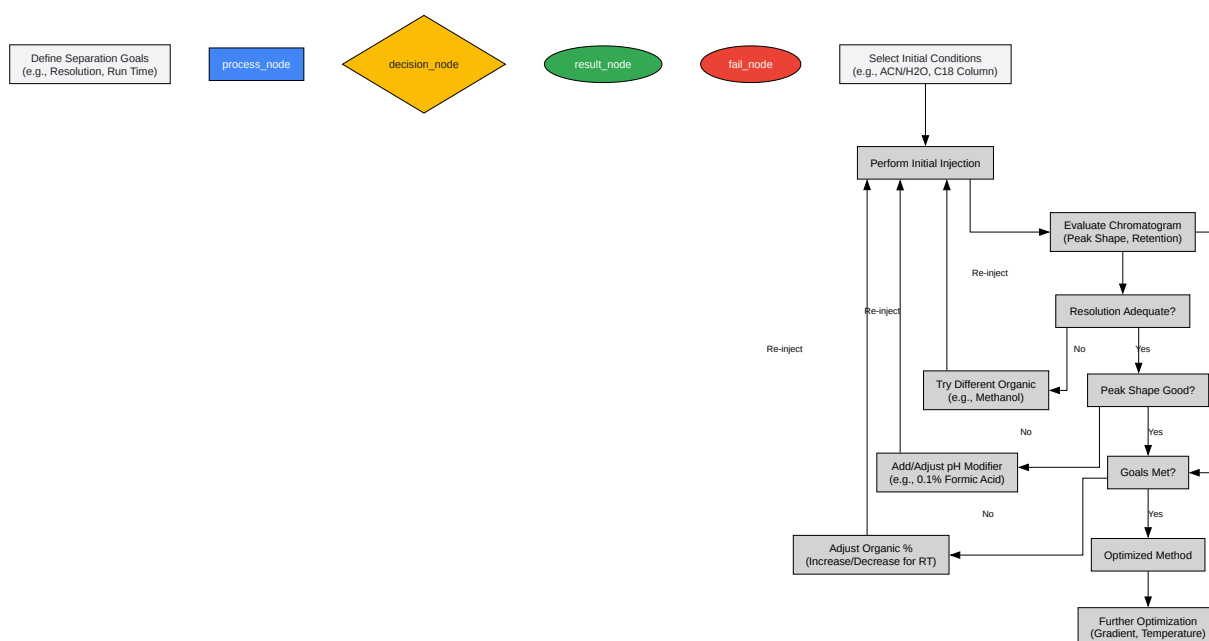 Define Separation Goals
(e.g., Resolution, Run Time)
process_node
decision_node
result_node
fail_node
Select Initial Conditions
(e.g., ACN/H2O, C18 Column)
Perform Initial Injection
Evaluate Chromatogram
(Peak Shape, Retention)
Re-inject
Re-inject
Resolution Adequate?
Re-inject
No
Yes
Try Different Organic
(e.g., Methanol)
Peak Shape Good?
No
Yes
Add/Adjust pH Modifier
(e.g., 0.1% Formic Acid)
Goals Met?
No
Yes
Adjust Organic %
(Increase/Decrease for RT)
Optimized Method
Further Optimization
(Gradient, Temperature)